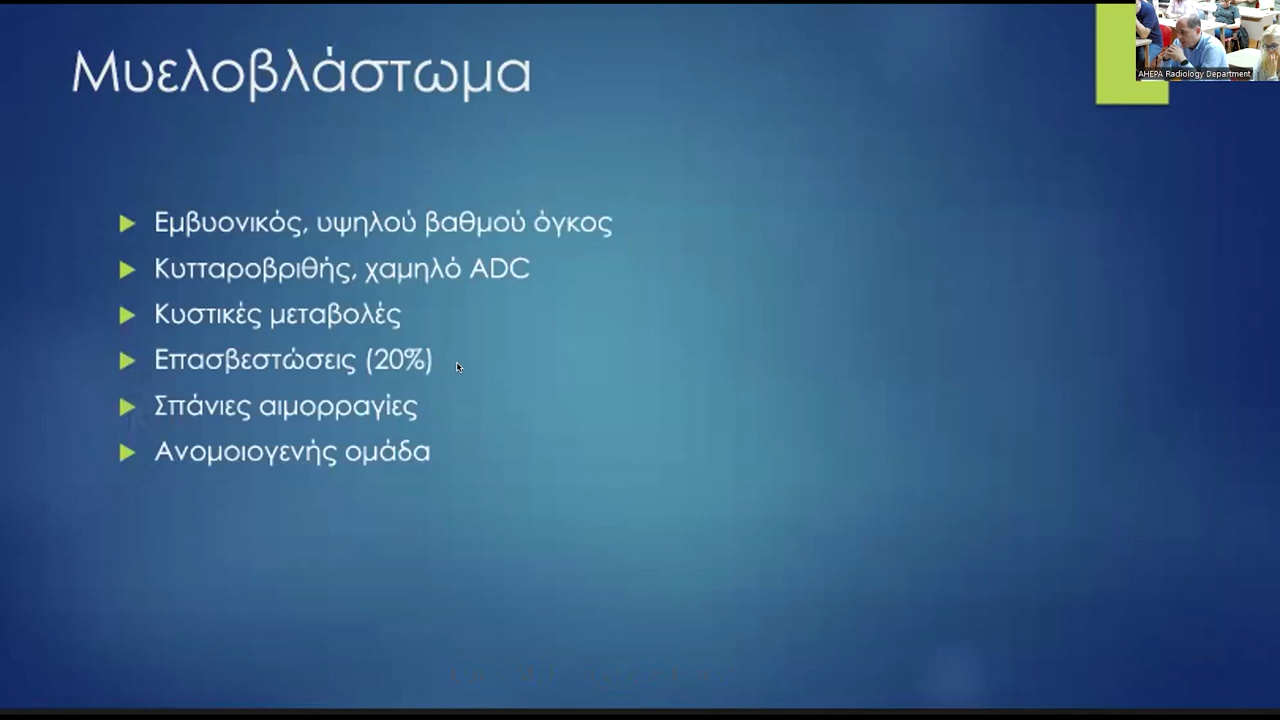 Μυελοβλάστωμα
AHEPA Radiology Department
Εμβυονικός, υψηλού βαθμού όγκος
Κυτταροβριθής, χαμηλό ADC
Κυστικές μεταβολές
Επασβεστώσεις (20%)
Σπάνιες αιμορραγίες
Ανομοιογενής ομάδα